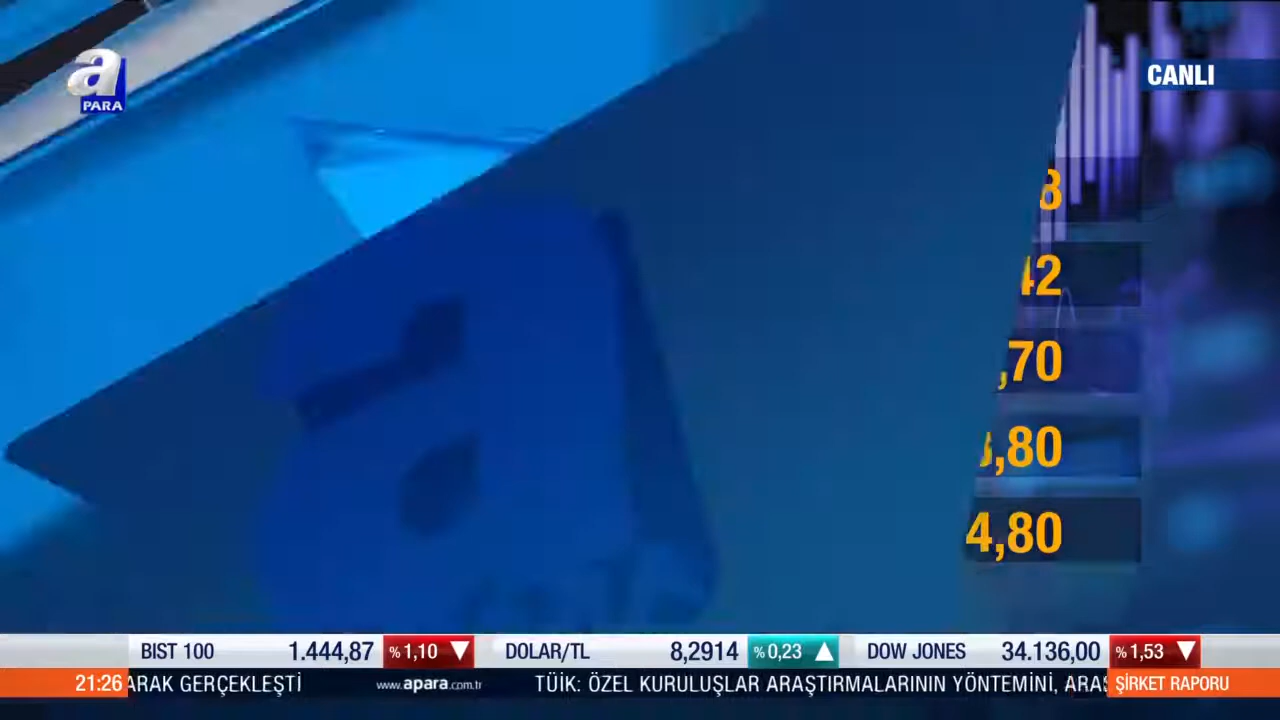 a
PARA
CANLI
8
42
,70
,80
4,80
BIST 100 1.444,87 %1,10 DOLAR/TL 8,2914 %0,23 DOW JONES 34.136,00 %1,53
21:26 ARAK GERÇEKLEŞTİ www.apara.com.tr TÜİK: ÖZEL KURULUŞLAR ARAŞTIRMALARININ YÖNTEMİNİ, ARAŞ ŞİRKET RAPORU